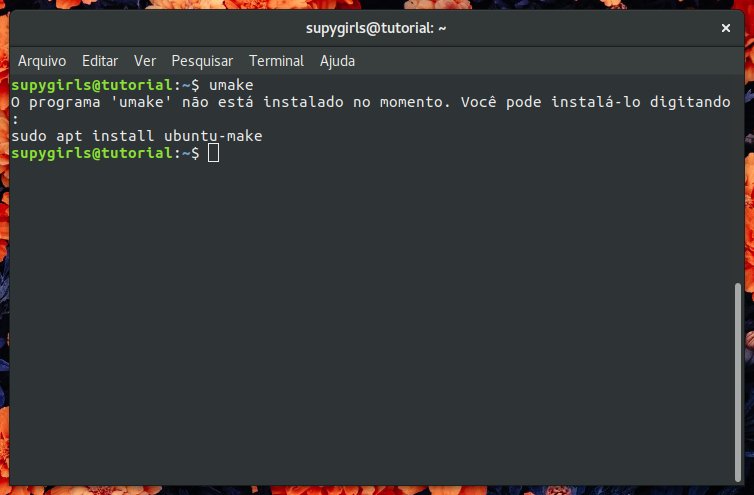 supygirls@tutorial: ~
×
Arquivo Editar Ver Pesquisar Terminal Ajuda
supygirls@tutorial:~$ umake
O programa 'umake' não está instalado no momento. Você pode instalá-lo digitando
:
sudo apt install ubuntu-make
supygirls@tutorial:~$